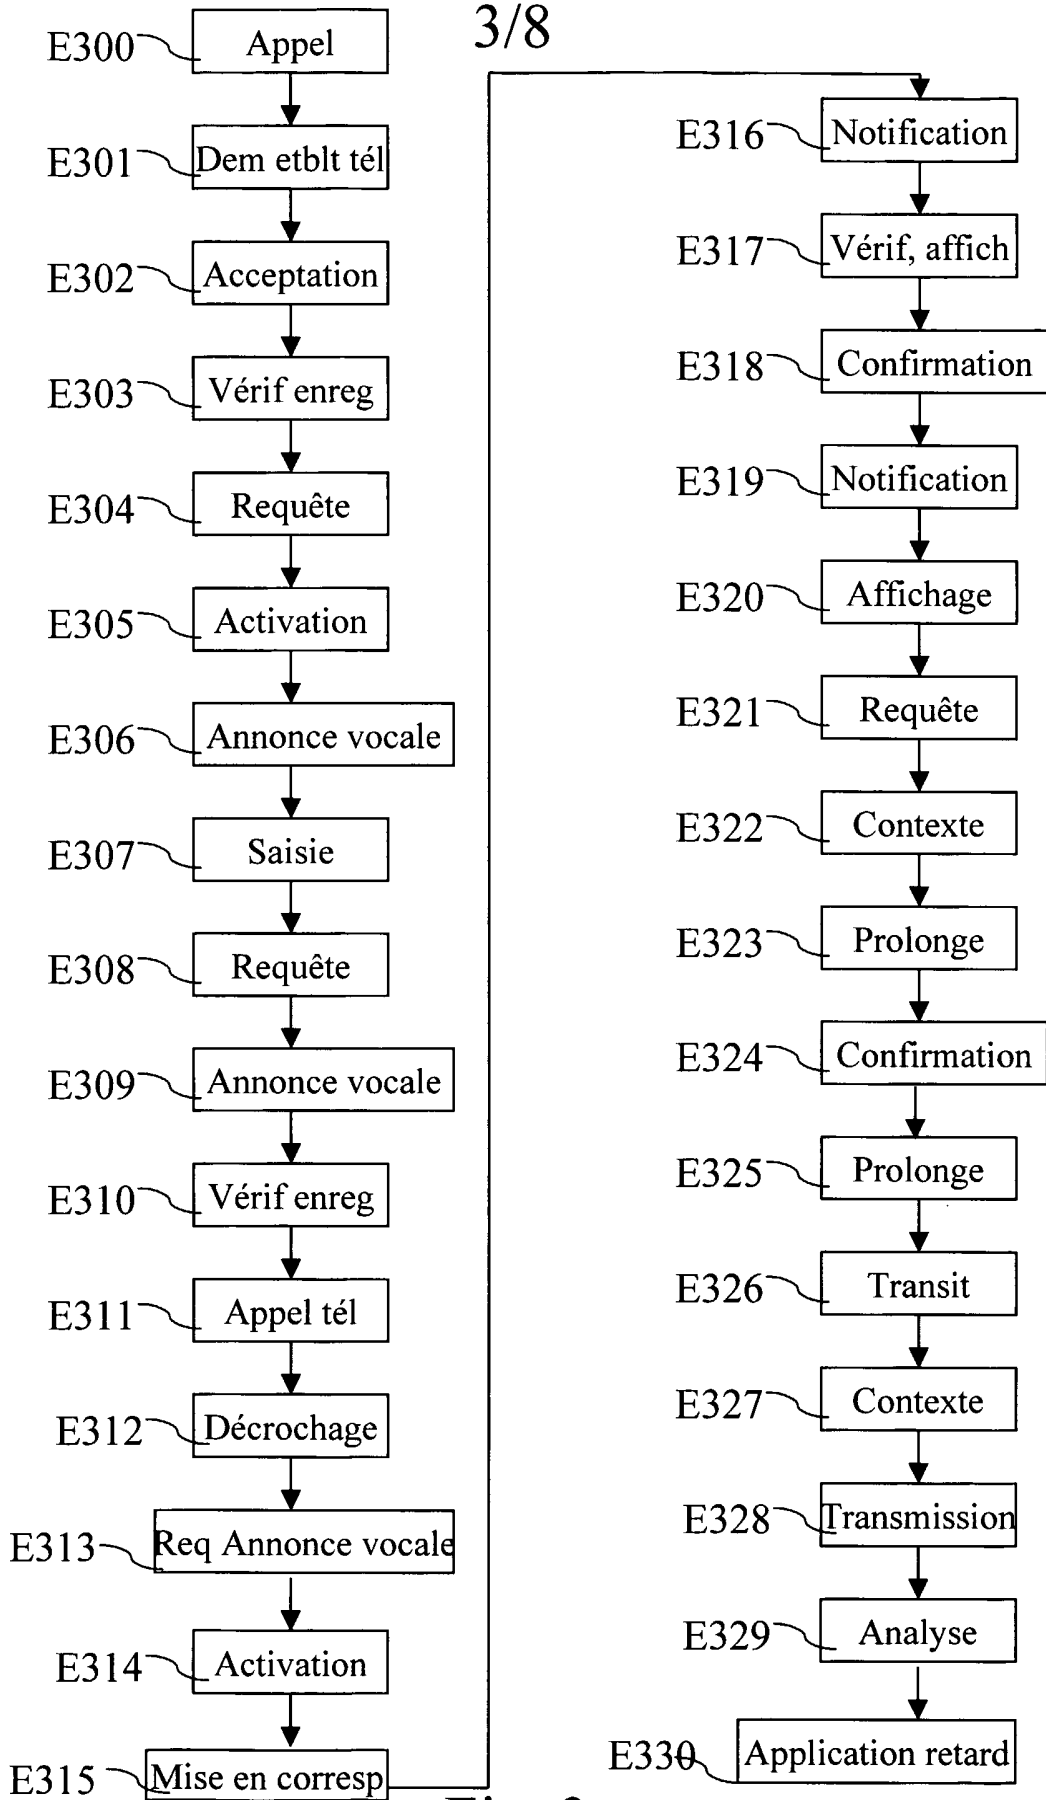 3/8
E300 Appel
E301 Dem etblt tél
E302 Acceptation
E303 Vérif enreg
E304 Requête
E305 Activation
E306 Annonce vocale
E307 Saisie
E308 Requête
E309 Annonce vocale
E310 Vérif enreg
E311 Appel tél
E312 Décrochage
E313 Req Annonce vocale
E314 Activation
E315 Mise en corresp
E316 Notification
E317 Vérif, affich
E318 Confirmation
E319 Notification
E320 Affichage
E321 Requête
E322 Contexte
E323 Prolonge
E324 Confirmation
E325 Prolonge
E326 Transit
E327 Contexte
E328 Transmission
E329 Analyse
E330 Application retard